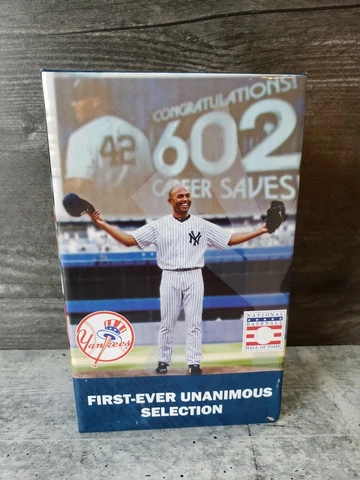 CONGRATULATIONS!
42
602
CAREER SAVES
NY
Yankees
NATIONAL
BASEBALL
HALL OF FAME
FIRST-EVER UNANIMOUS
SELECTION